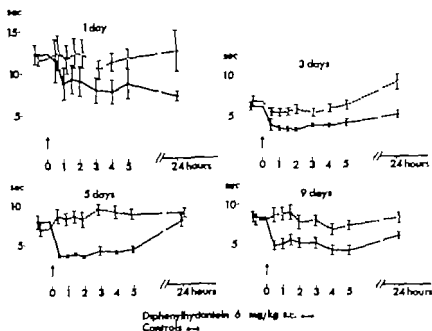 sec
15
1 day
10
5
0 1 2 3 4 5 24 hours
sec
3 days
10
5
0 1 2 3 4 5 24 hours
sec
5 days
10
5
0 1 2 3 4 5 24 hours
sec
9 days
10
5
0 1 2 3 4 5 24 hours
Diphenylhydantein 6 mg/kg s.c.
Controls